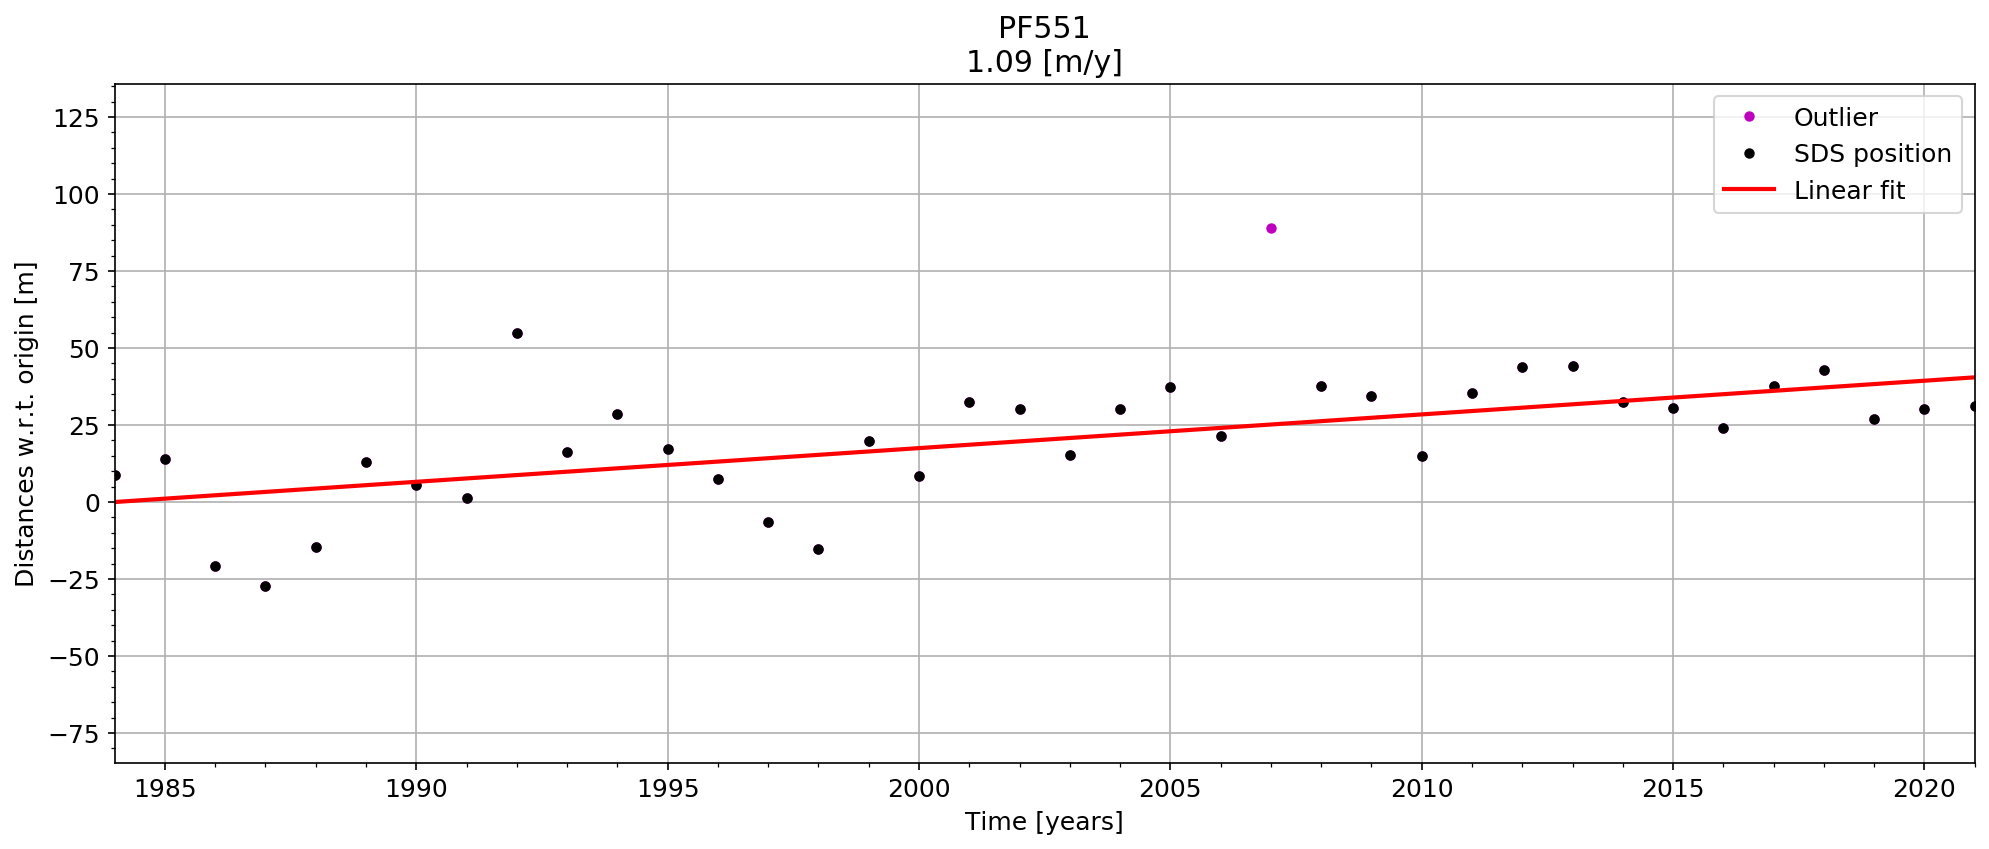 PF551
1.09 [m/y]
Outlier
SDS position
Linear fit
Distances w.r.t. origin [m]
125
100
75
50
25
0
−25
−50
−75
1985
1990
1995
2000
2005
2010
2015
2020
Time [years]